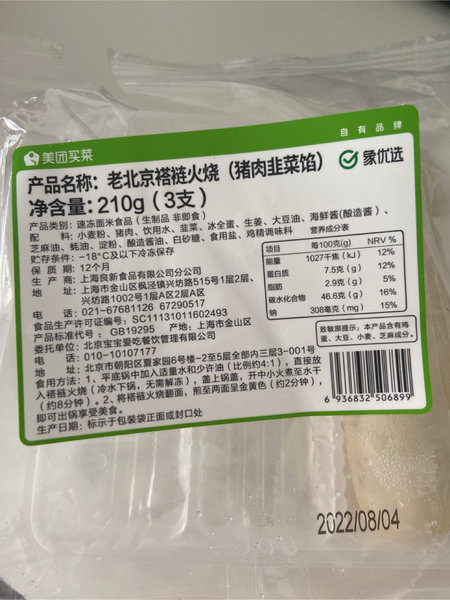 美团买菜
自有品牌
产品名称：老北京褡裢火烧（猪肉韭菜馅）
象优选
净含量：210g（3支）
产品类别：速冻面米食品（生制品 非即食）
配 料：小麦粉、猪肉、饮用水、韭菜、冰全蛋、生姜、大豆油、海鲜酱(酿造酱)、
芝麻油、蚝油、淀粉、酿造酱油、白砂糖、食用盐、鸡精调味料
贮存条件：-18°C及以下冷冻保存
保 质 期：12个月
委 托 商：上海良新食品有限公司
地 址：上海市金山区枫泾镇兴坊路515号1层2层、
兴坊路1002号1层A区2层A区
电 话：021-67681126 67290517
食品生产许可证编号：SC11131011602493
产品标准代号：GB19295 产地：上海市金山区
委托单位：北京宝宝爱吃餐饮管理有限公司
电 话：010-10107177
地 址：北京市朝阳区夏家园6号楼-2至5层全部内三层3-001号
食用方法：1、平底锅中加入适量水和少许油（比例约4:1），直接放
入褡裢火烧（冷水下锅，无需解冻），盖上锅盖，开中小火煮至水干
（约8分钟）。2、将褡裢火烧翻面，煎至两面呈金黄色（约2分钟），
即可出锅享受美食。
生产日期：标示于包装袋正面或封口处
营养成分表
项目 每100克(g) NRV %
能量 1027千焦(kJ) 12%
蛋白质 7.5克(g) 12%
脂肪 2.9克(g) 5%
碳水化合物 46.6克(g) 16%
钠 308毫克(mg) 15%
致敏原提示：本产品含有鸡
蛋、大豆、小麦、芝麻成分。
6 936832 506899
2022/08/04